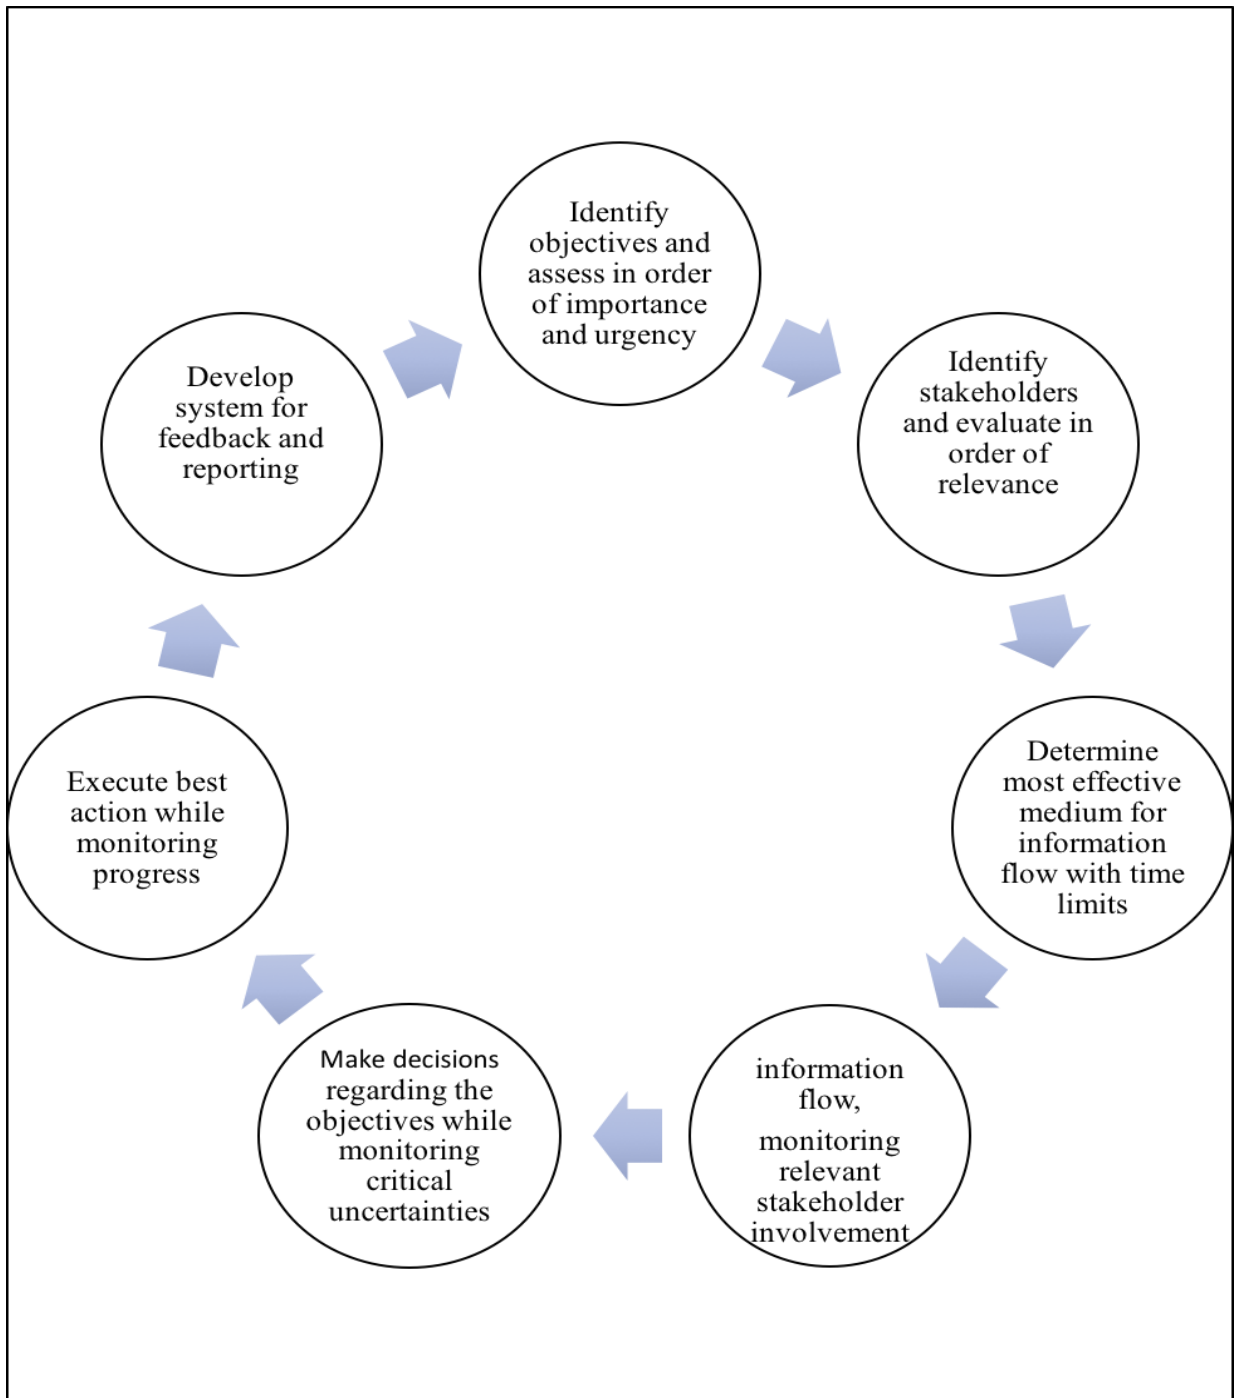 Identify
objectives and
assess in order
of importance
and urgency
Identify
stakeholders
and evaluate in
order of
relevance
Determine
most effective
medium for
information
flow with time
limits
information
flow,
monitoring
relevant
stakeholder
involvement
Make decisions
regarding the
objectives while
monitoring
critical
uncertainties
Execute best
action while
monitoring
progress
Develop
system for
feedback and
reporting